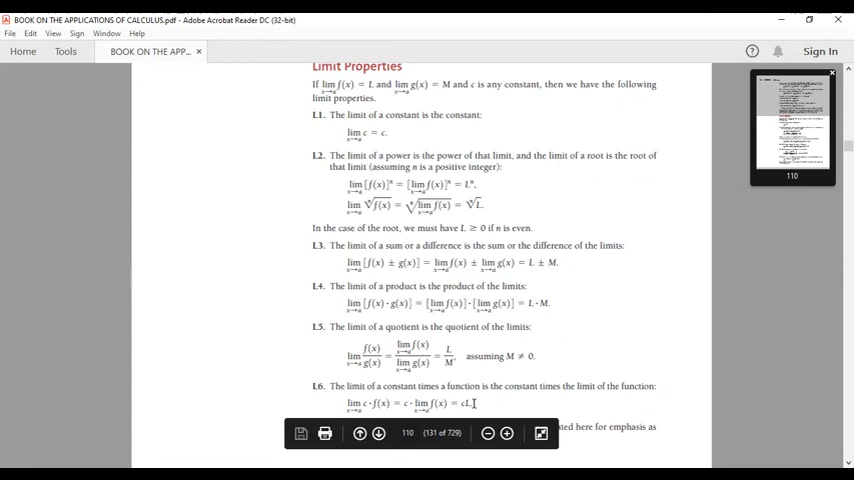 BOOK ON THE APPLICATIONS OF CALCULUS.pdf - Adobe Acrobat Reader DC (32-bit)
File Edit View Sign Window Help
Home Tools BOOK ON THE APP... × Sign In
Limit Properties
If lim x→a f(x) = L and lim x→a g(x) = M and c is any constant, then we have the following
limit properties.
L1. The limit of a constant is the constant:
lim x→a c = c.
L2. The limit of a power is the power of that limit, and the limit of a root is the root of
that limit (assuming n is a positive integer):
lim x→a [f(x)]ⁿ = [lim x→a f(x)]ⁿ = Lⁿ,
lim x→a ⁿ√f(x) = ⁿ√lim x→a f(x) = ⁿ√L.
In the case of the root, we must have L ≥ 0 if n is even.
L3. The limit of a sum or a difference is the sum or the difference of the limits:
lim x→a [f(x) ± g(x)] = lim x→a f(x) ± lim x→a g(x) = L ± M.
L4. The limit of a product is the product of the limits:
lim x→a [f(x) · g(x)] = [lim x→a f(x)] · [lim x→a g(x)] = L · M.
L5. The limit of a quotient is the quotient of the limits:
lim x→a f(x)/g(x) = lim x→a f(x) / lim x→a g(x) = L/M, assuming M ≠ 0.
L6. The limit of a constant times a function is the constant times the limit of the function:
lim x→a c · f(x) = c · lim x→a f(x) = cL.
here for emphasis as
110 (131 of 729)
110